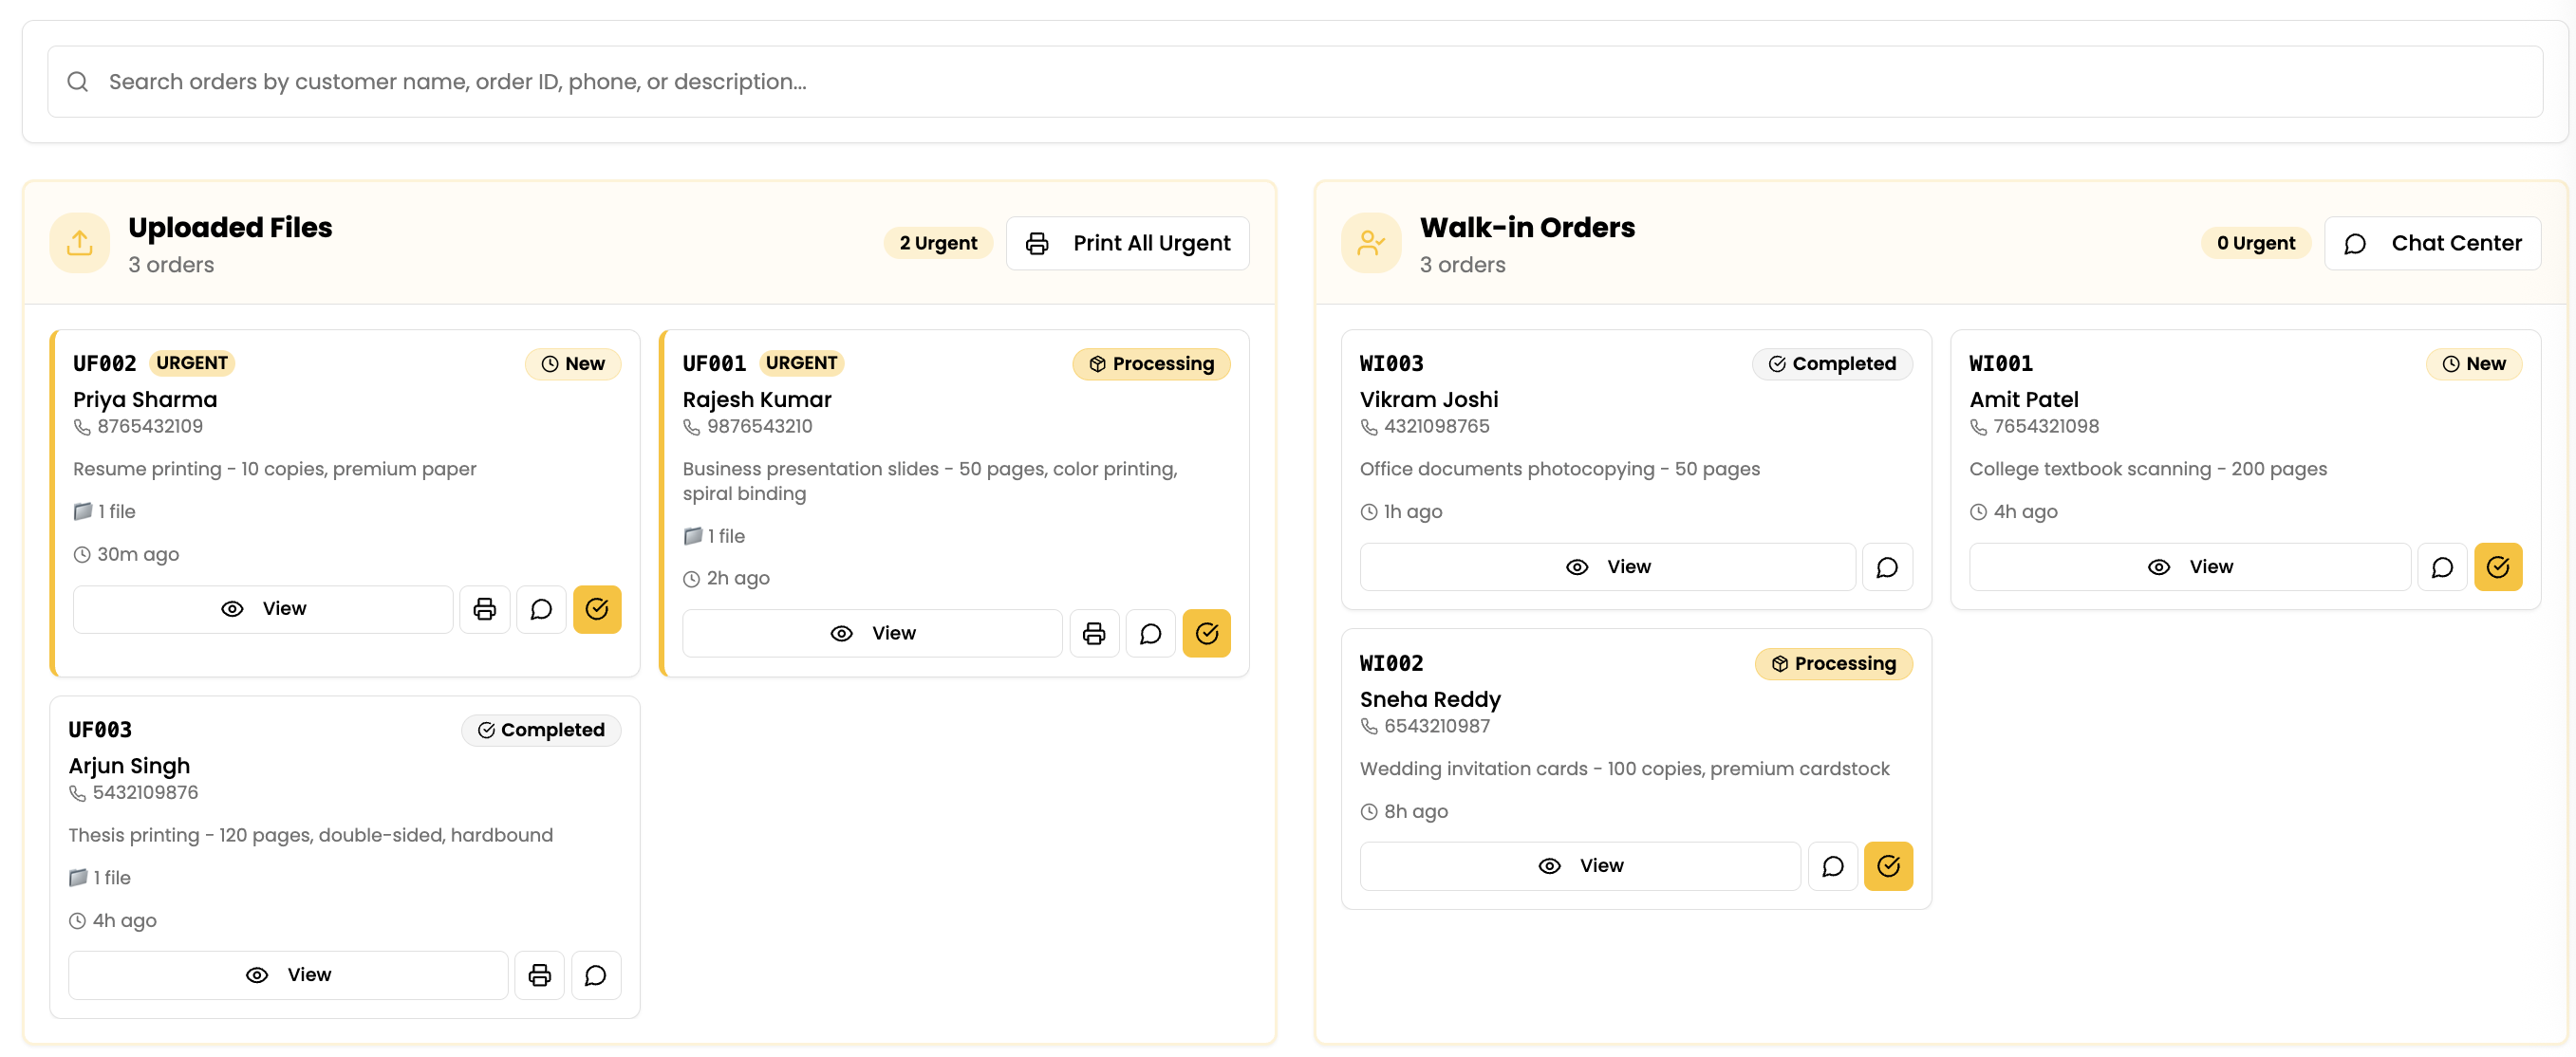 Search orders by customer name, order ID, phone, or description...
Uploaded Files
3 orders
2 Urgent
Print All Urgent
UF002 URGENT
New
Priya Sharma
8765432109
Resume printing - 10 copies, premium paper
1 file
30m ago
View
UF001 URGENT
Processing
Rajesh Kumar
9876543210
Business presentation slides - 50 pages, color printing,
spiral binding
1 file
2h ago
View
UF003
Completed
Arjun Singh
5432109876
Thesis printing - 120 pages, double-sided, hardbound
1 file
4h ago
View
Walk-in Orders
3 orders
0 Urgent
Chat Center
WI003
Completed
Vikram Joshi
4321098765
Office documents photocopying - 50 pages
1h ago
View
WI001
New
Amit Patel
7654321098
College textbook scanning - 200 pages
4h ago
View
WI002
Processing
Sneha Reddy
6543210987
Wedding invitation cards - 100 copies, premium cardstock
8h ago
View